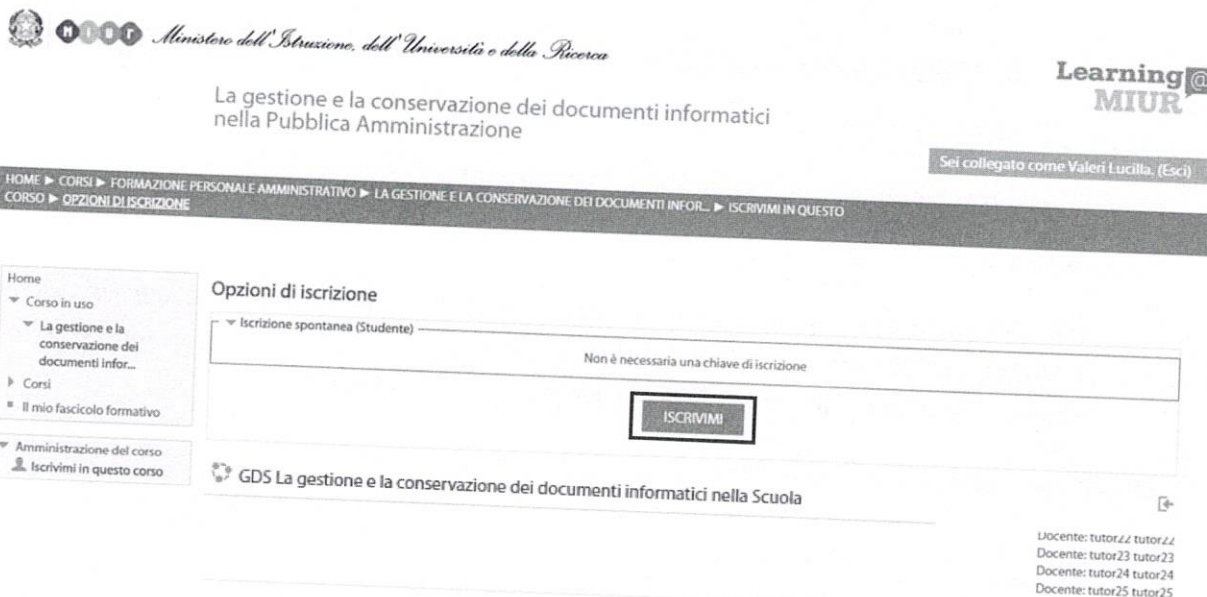 MIUR Ministero dell'Istruzione, dell'Università e della Ricerca
Learning@
MIUR
La gestione e la conservazione dei documenti informatici
nella Pubblica Amministrazione
Sei collegato come Valeri Lucilla. (Esci)
HOME ► CORSI ► FORMAZIONE PERSONALE AMMINISTRATIVO ► LA GESTIONE E LA CONSERVAZIONE DEI DOCUMENTI INFOR... ► ISCRIVIMI IN QUESTO
CORSO ► OPZIONI DI ISCRIZIONE
Home
Corso in uso
La gestione e la
conservazione dei
documenti infor...
Corsi
Il mio fascicolo formativo
Amministrazione del corso
Iscrivimi in questo corso
Opzioni di iscrizione
Iscrizione spontanea (Studente)
Non è necessaria una chiave di iscrizione
ISCRIVIMI
GDS La gestione e la conservazione dei documenti informatici nella Scuola
Docente: tutor22 tutor22
Docente: tutor23 tutor23
Docente: tutor24 tutor24
Docente: tutor25 tutor25